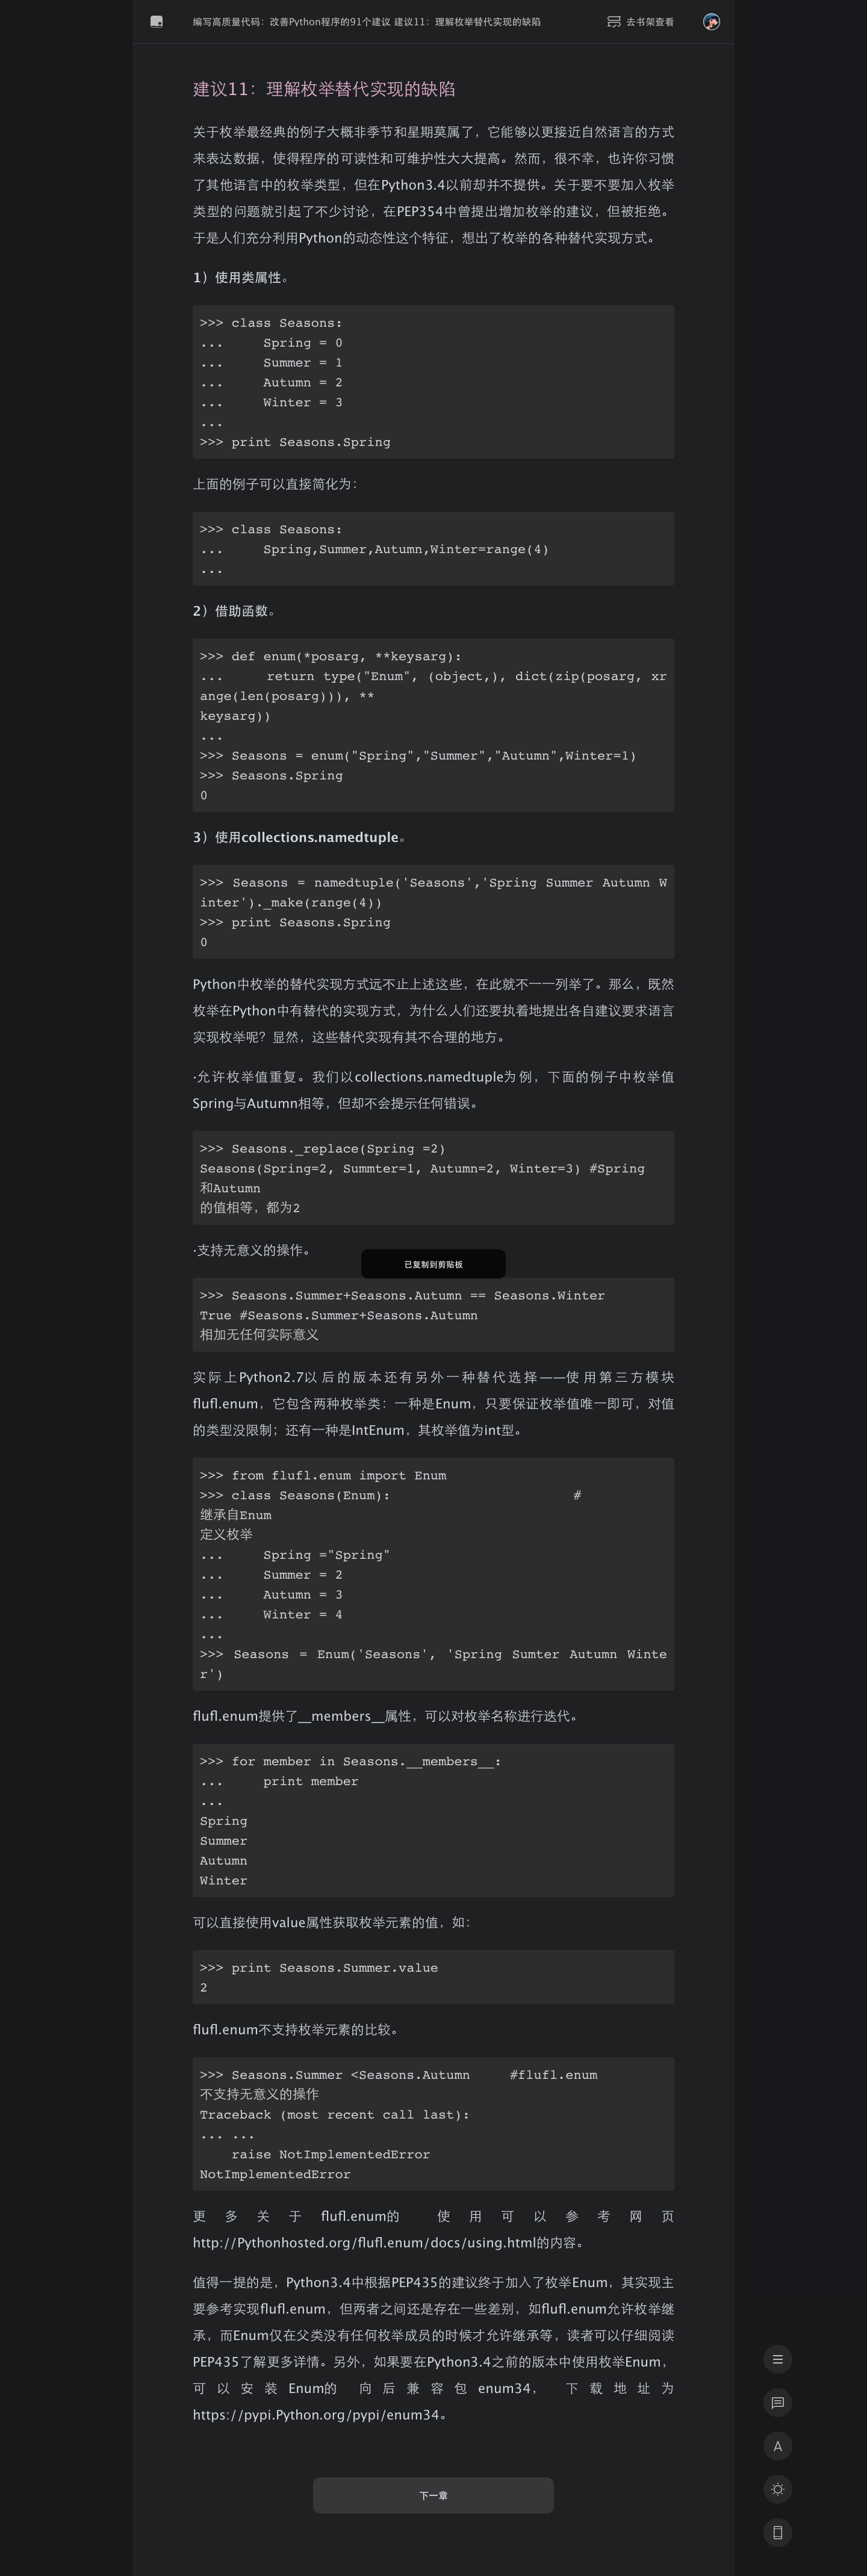 编写高质量代码：改善Python程序的91个建议 建议11：理解枚举替代实现的缺陷
去书架查看
建议11：理解枚举替代实现的缺陷
关于枚举最经典的例子大概非季节和星期莫属了，它能够以更接近自然语言的方式
来表达数据，使得程序的可读性和可维护性大大提高。然而，很不幸，也许你习惯
了其他语言中的枚举类型，但在Python3.4以前却并不提供。关于要不要加入枚举
类型的问题就引起了不少讨论，在PEP354中曾提出增加枚举的建议，但被拒绝。
于是人们充分利用Python的动态性这个特征，想出了枚举的各种替代实现方式。
1）使用类属性。
>>> class Seasons:
...     Spring = 0
...     Summer = 1
...     Autumn = 2
...     Winter = 3
...
>>> print Seasons.Spring
上面的例子可以直接简化为：
>>> class Seasons:
...     Spring,Summer,Autumn,Winter=range(4)
...
2）借助函数。
>>> def enum(*posarg, **keysarg):
...     return type("Enum", (object,), dict(zip(posarg, xr
ange(len(posarg))), **
keysarg))
...
>>> Seasons = enum("Spring","Summer","Autumn",Winter=1)
>>> Seasons.Spring
0
3）使用collections.namedtuple。
>>> Seasons = namedtuple('Seasons','Spring Summer Autumn W
inter')._make(range(4))
>>> print Seasons.Spring
0
Python中枚举的替代实现方式远不止上述这些，在此就不一一列举了。那么，既然
枚举在Python中有替代的实现方式，为什么人们还要执着地提出各自建议要求语言
实现枚举呢？显然，这些替代实现有其不合理的地方。
·允许枚举值重复。我们以collections.namedtuple为例，下面的例子中枚举值
Spring与Autumn相等，但却不会提示任何错误。
>>> Seasons._replace(Spring =2)
Seasons(Spring=2, Summter=1, Autumn=2, Winter=3) #Spring
和Autumn
的值相等，都为2
·支持无意义的操作。
已复制到剪贴板
>>> Seasons.Summer+Seasons.Autumn == Seasons.Winter
True #Seasons.Summer+Seasons.Autumn
相加无任何实际意义
实际上Python2.7以后的版本还有另外一种替代选择——使用第三方模块
flufl.enum，它包含两种枚举类：一种是Enum，只要保证枚举值唯一即可，对值
的类型没限制；还有一种是IntEnum，其枚举值为int型。
>>> from flufl.enum import Enum
>>> class Seasons(Enum):                       #
继承自Enum
定义枚举
...     Spring ="Spring"
...     Summer = 2
...     Autumn = 3
...     Winter = 4
...
>>> Seasons = Enum('Seasons', 'Spring Sumter Autumn Winte
r')
flufl.enum提供了__members__属性，可以对枚举名称进行迭代。
>>> for member in Seasons.__members__:
...     print member
...
Spring
Summer
Autumn
Winter
可以直接使用value属性获取枚举元素的值，如：
>>> print Seasons.Summer.value
2
flufl.enum不支持枚举元素的比较。
>>> Seasons.Summer <Seasons.Autumn     #flufl.enum
不支持无意义的操作
Traceback (most recent call last):
... ...
    raise NotImplementedError
NotImplementedError
更多关于flufl.enum的 使用可以参考网页
http://Pythonhosted.org/flufl.enum/docs/using.html的内容。
值得一提的是，Python3.4中根据PEP435的建议终于加入了枚举Enum，其实现主
要参考实现flufl.enum，但两者之间还是存在一些差别，如flufl.enum允许枚举继
承，而Enum仅在父类没有任何枚举成员的时候才允许继承等，读者可以仔细阅读
PEP435了解更多详情。另外，如果要在Python3.4之前的版本中使用枚举Enum，
可以安装Enum的 向后兼容包enum34， 下载地址为
https://pypi.Python.org/pypi/enum34。
A
下一章